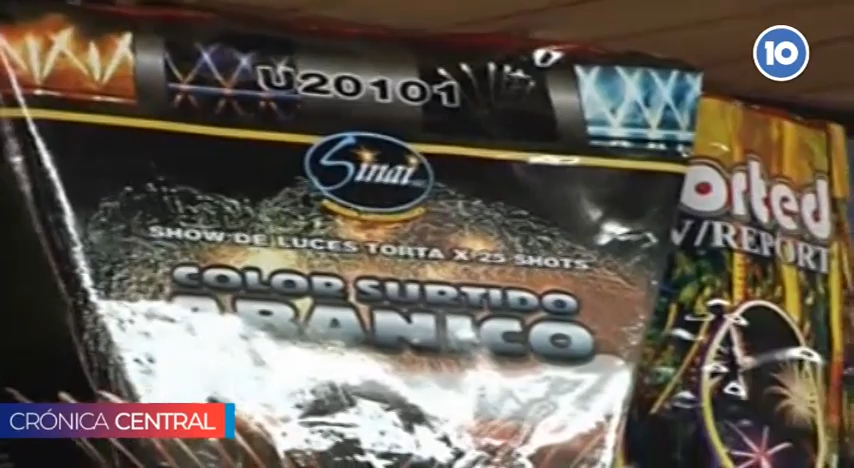 10
U20101
Sinai
SHOW DE LUCES TORTA X 25 SHOTS
COLOR SURTIDO
ABANICO
orted
W/REPORT
CRÓNICA CENTRAL